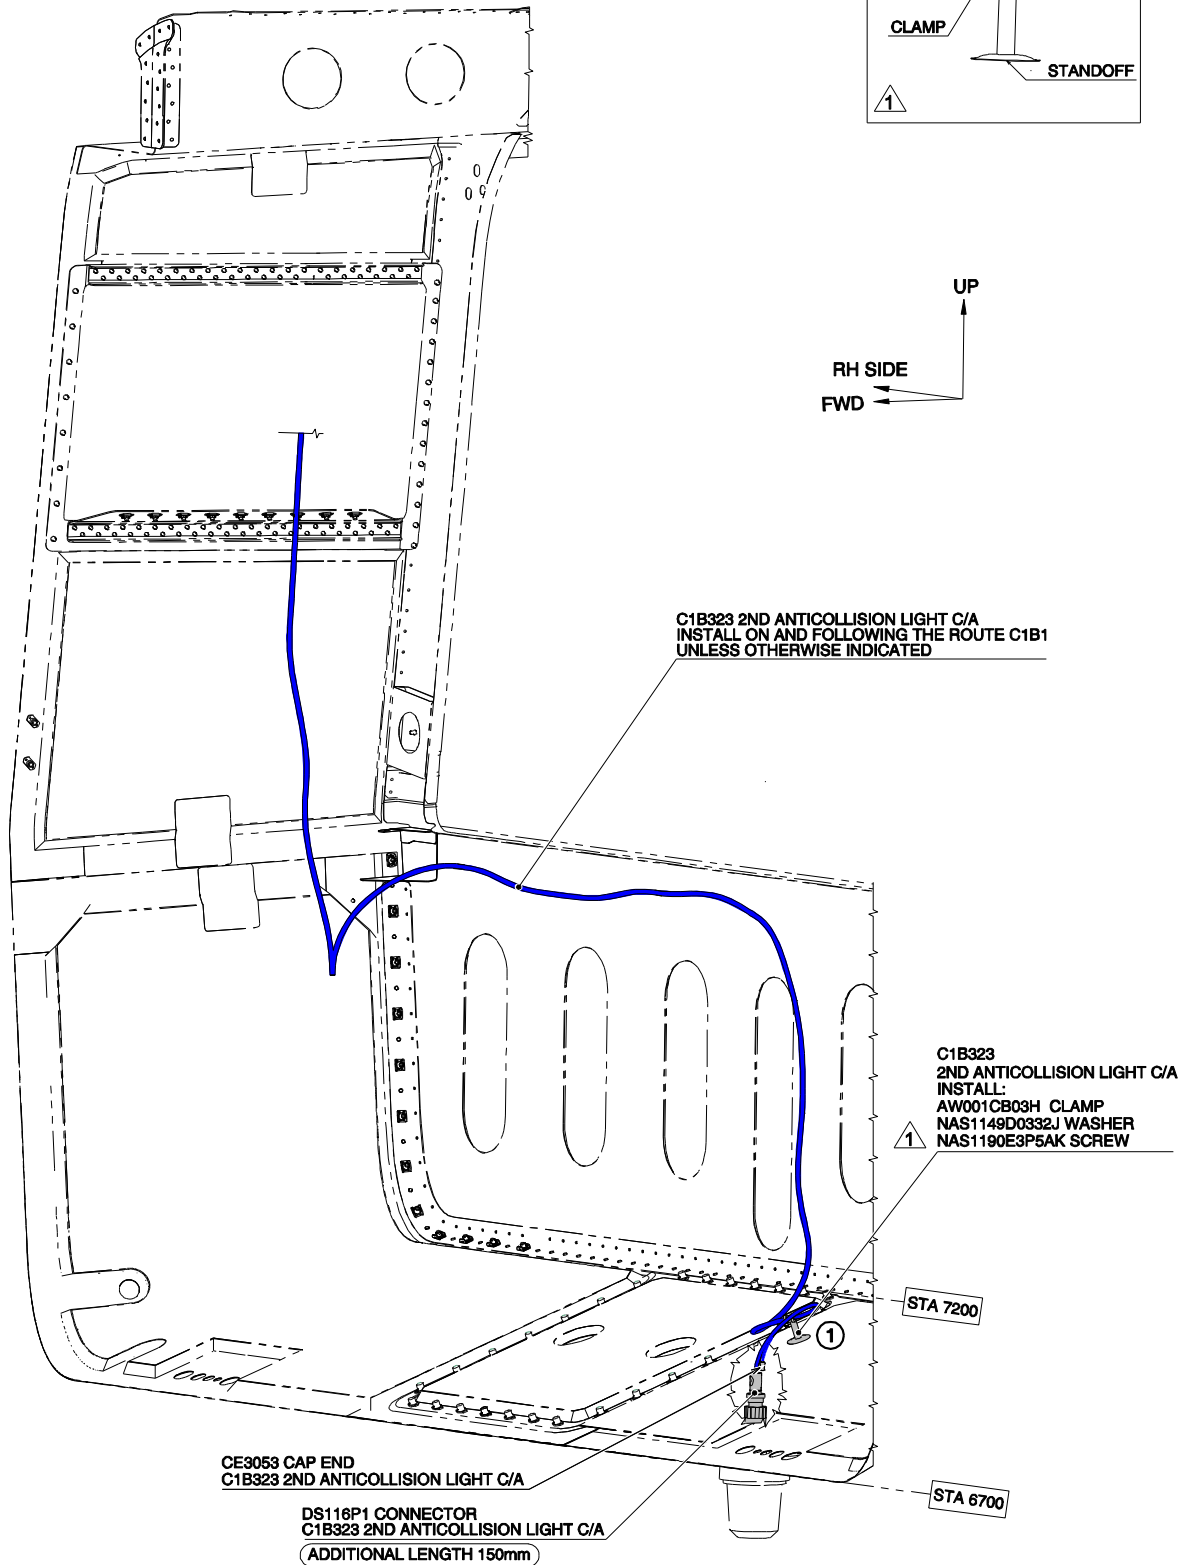 CLAMP
STANDOFF
1
UP
RH SIDE
FWD
C1B323 2ND ANTICOLLISION LIGHT C/A
INSTALL ON AND FOLLOWING THE ROUTE C1B1
UNLESS OTHERWISE INDICATED
C1B323
2ND ANTICOLLISION LIGHT C/A
INSTALL:
AW001CB03H CLAMP
NAS1149D0332J WASHER
1 NAS1190E3P5AK SCREW
STA 7200
1
CE3053 CAP END
C1B323 2ND ANTICOLLISION LIGHT C/A
STA 6700
DS116P1 CONNECTOR
C1B323 2ND ANTICOLLISION LIGHT C/A
ADDITIONAL LENGTH 150mm